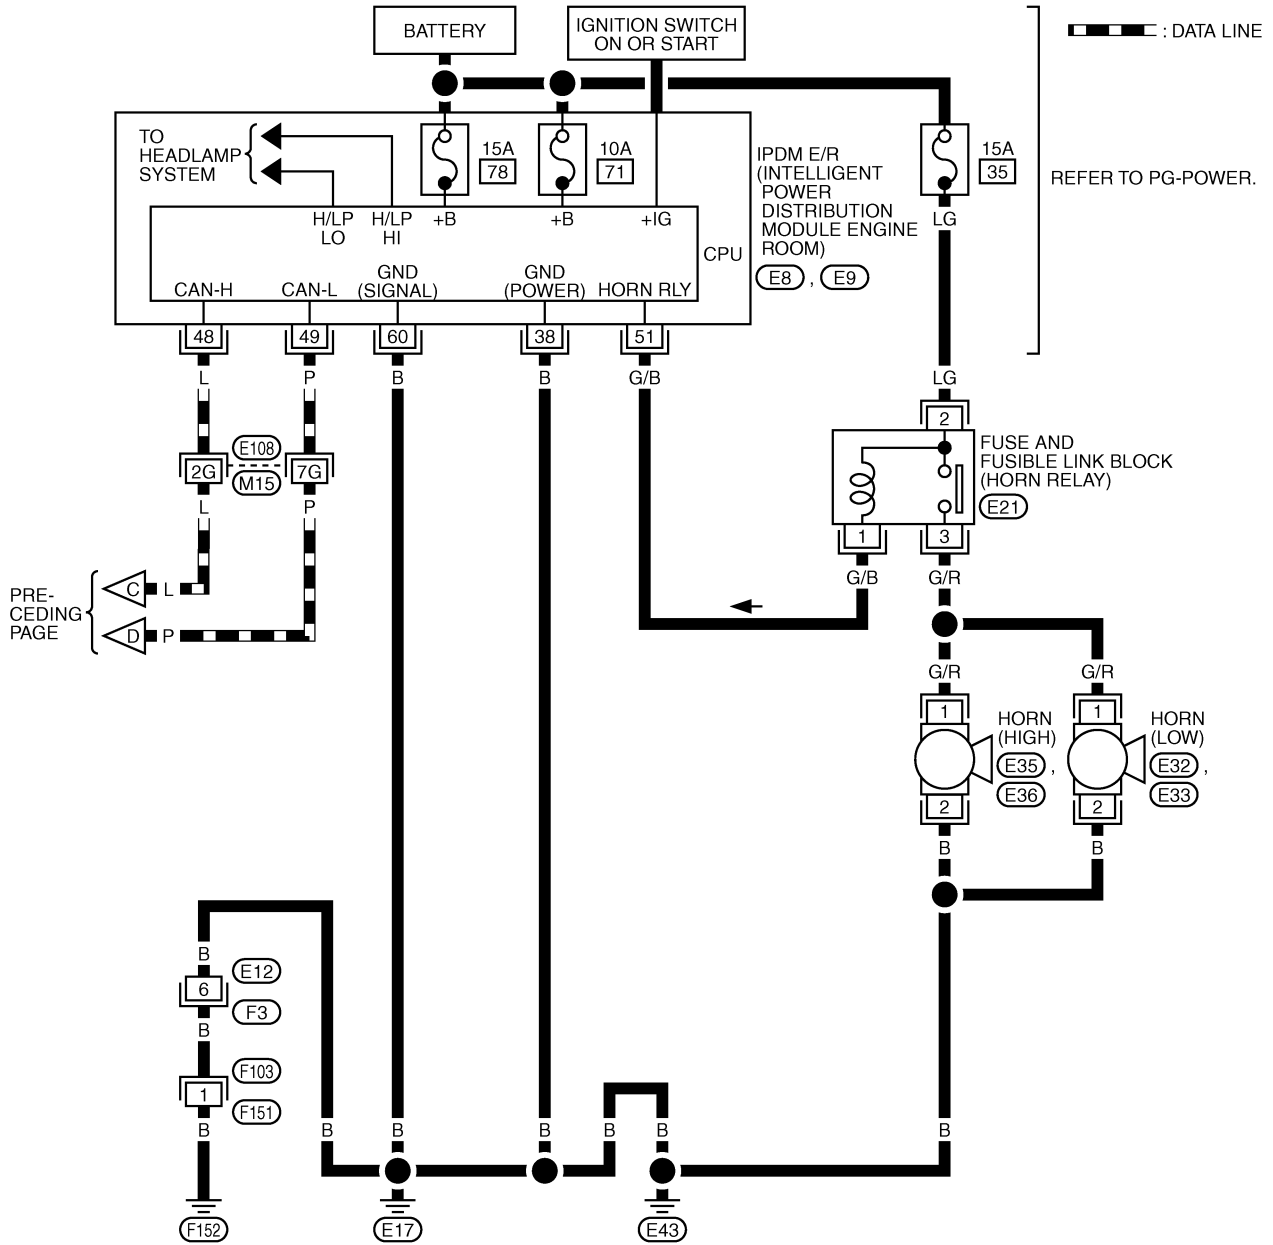 BATTERY
IGNITION SWITCH
ON OR START
: DATA LINE
TO
HEADLAMP
SYSTEM
15A
78
10A
71
IPDM E/R
(INTELLIGENT
POWER
DISTRIBUTION
MODULE ENGINE
ROOM)
E8 , E9
15A
35
REFER TO PG-POWER.
H/LP
LO
H/LP
HI
+B
+B
+IG
LG
CPU
CAN-H
CAN-L
GND
(SIGNAL)
GND
(POWER)
HORN RLY
48
49
60
38
51
L
P
B
B
G/B
LG
2
E108
2G
7G
M15
FUSE AND
FUSIBLE LINK BLOCK
(HORN RELAY)
E21
L
P
1
3
G/B
G/R
PRE-
CEDING
PAGE
C
L
D
P
G/R
G/R
1
1
HORN
(HIGH)
E35 ,
E36
HORN
(LOW)
E32 ,
E33
2
2
B
B
B
E12
6
F3
B
F103
1
F151
B
B
B
B
B
B
B
F152
E17
E43